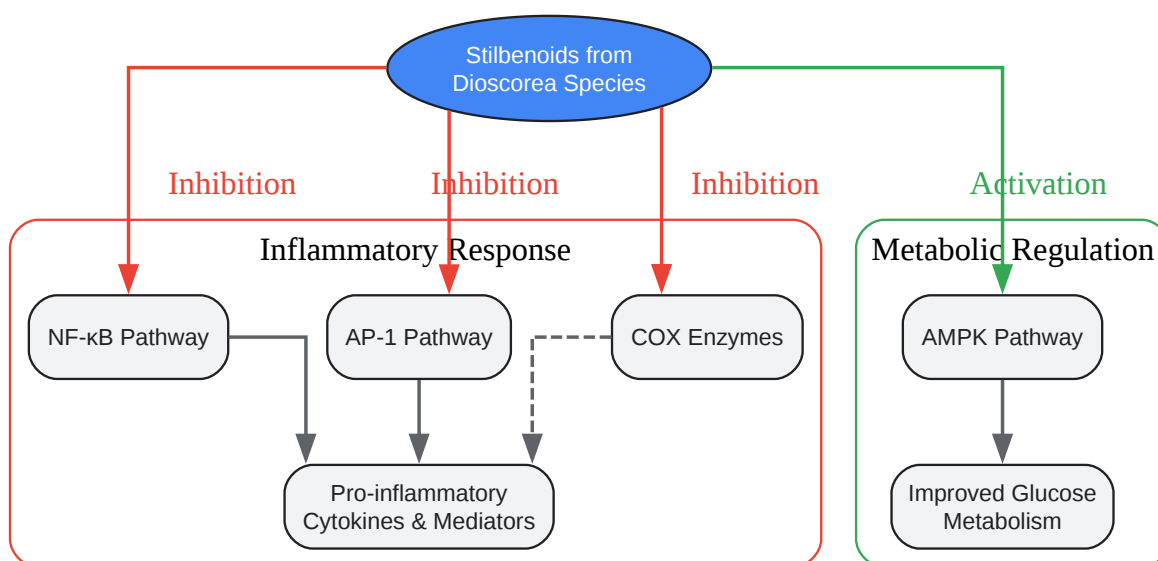 Stilbenoids from
Dioscorea Species
Inhibition
Inhibition
Inhibition
Activation
Inflammatory Response
Metabolic Regulation
NF-κB Pathway
AP-1 Pathway
COX Enzymes
AMPK Pathway
Pro-inflammatory
Cytokines & Mediators
Improved Glucose
Metabolism